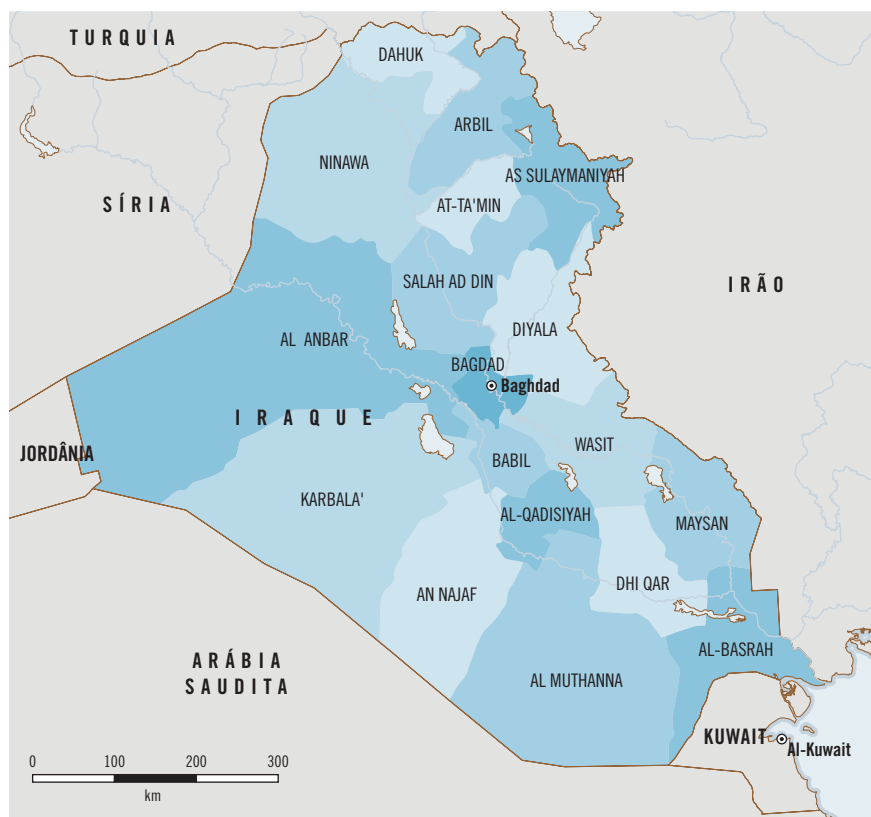 TURQUIA
DAHUK
ARBIL
NINAWA
AS SULAYMANIYAH
SÍRIA
AT-TA'MIN
SALAH AD DIN
IRÃO
DIYALA
AL ANBAR
BAGDAD
Baghdad
IRAQUE
JORDÂNIA
WASIT
BABIL
KARBALA'
AL-QADISIYAH
MAYSAN
DHI QAR
AN NAJAF
AL-BASRAH
ARÁBIA
SAUDITA
AL MUTHANNA
KUWAIT
Al-Kuwait
0 100 200 300
km